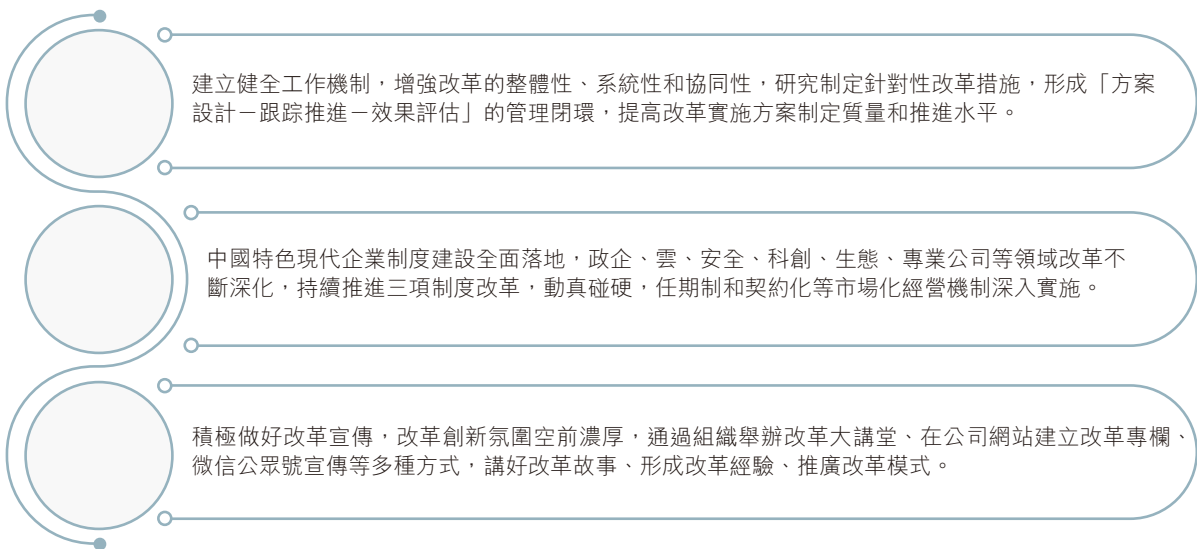 建立健全工作機制，增強改革的整體性、系統性和協同性，研究制定針對性改革措施，形成「方案
設計－跟踪推進－效果評估」的管理閉環，提高改革實施方案制定質量和推進水平。
中國特色現代企業制度建設全面落地，政企、雲、安全、科創、生態、專業公司等領域改革不
斷深化，持續推進三項制度改革，動真碰硬，任期制和契約化等市場化經營機制深入實施。
積極做好改革宣傳，改革創新氛圍空前濃厚，通過組織舉辦改革大講堂、在公司網站建立改革專欄、
微信公眾號宣傳等多種方式，講好改革故事、形成改革經驗、推廣改革模式。